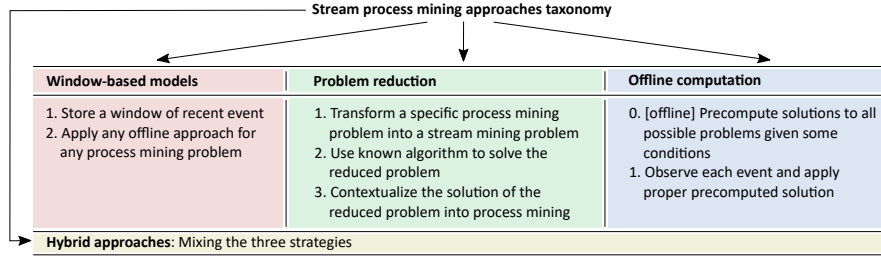 Stream process mining approaches taxonomy
Window-based models
Problem reduction
Offline computation
1. Store a window of recent event
2. Apply any offline approach for
any process mining problem
1. Transform a specific process mining
problem into a stream mining problem
2. Use known algorithm to solve the
reduced problem
3. Contextualize the solution of the
reduced problem into process mining
0. [offline] Precompute solutions to all
possible problems given some
conditions
1. Observe each event and apply
proper precomputed solution
Hybrid approaches: Mixing the three strategies